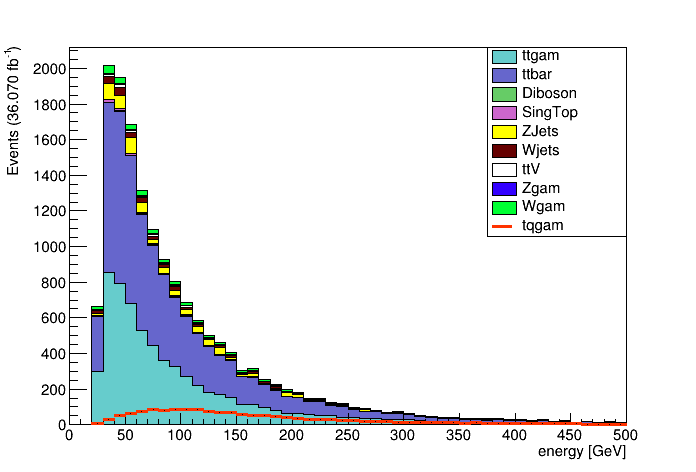 Events (36.070 fb⁻¹)
2000
1800
1600
1400
1200
1000
800
600
400
200
0
0 50 100 150 200 250 300 350 400 450 500
energy [GeV]
ttgam
ttbar
Diboson
SingTop
ZJets
Wjets
ttV
Zgam
Wgam
tqgam